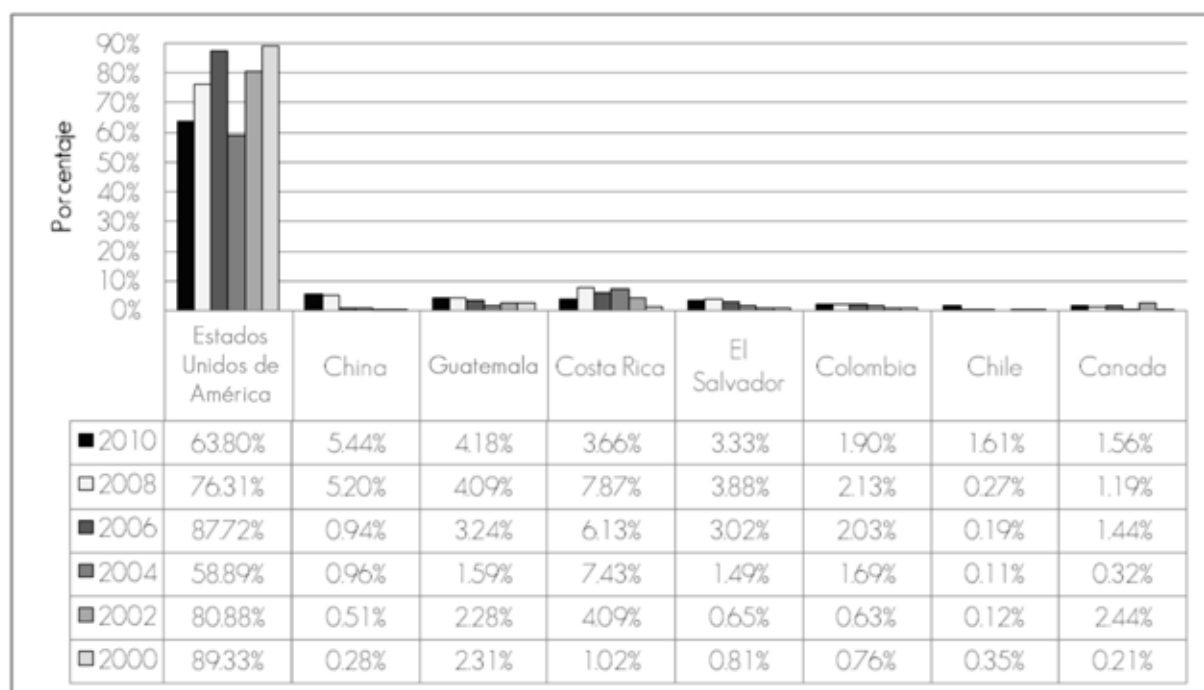 90%
80%
70%
60%
50%
40%
30%
20%
10%
0%
Porcentaje
Estados Unidos de América China Guatemala Costa Rica El Salvador Colombia Chile Canada
2010 63.80% 5.44% 4.18% 3.66% 3.33% 1.90% 1.61% 1.56%
2008 76.31% 5.20% 4.09% 7.87% 3.88% 2.13% 0.27% 1.19%
2006 87.72% 0.94% 3.24% 6.13% 3.02% 2.03% 0.19% 1.44%
2004 58.89% 0.96% 1.59% 7.43% 1.49% 1.69% 0.11% 0.32%
2002 80.88% 0.51% 2.28% 4.09% 0.65% 0.63% 0.12% 2.44%
2000 89.33% 0.28% 2.31% 1.02% 0.81% 0.76% 0.35% 0.21%